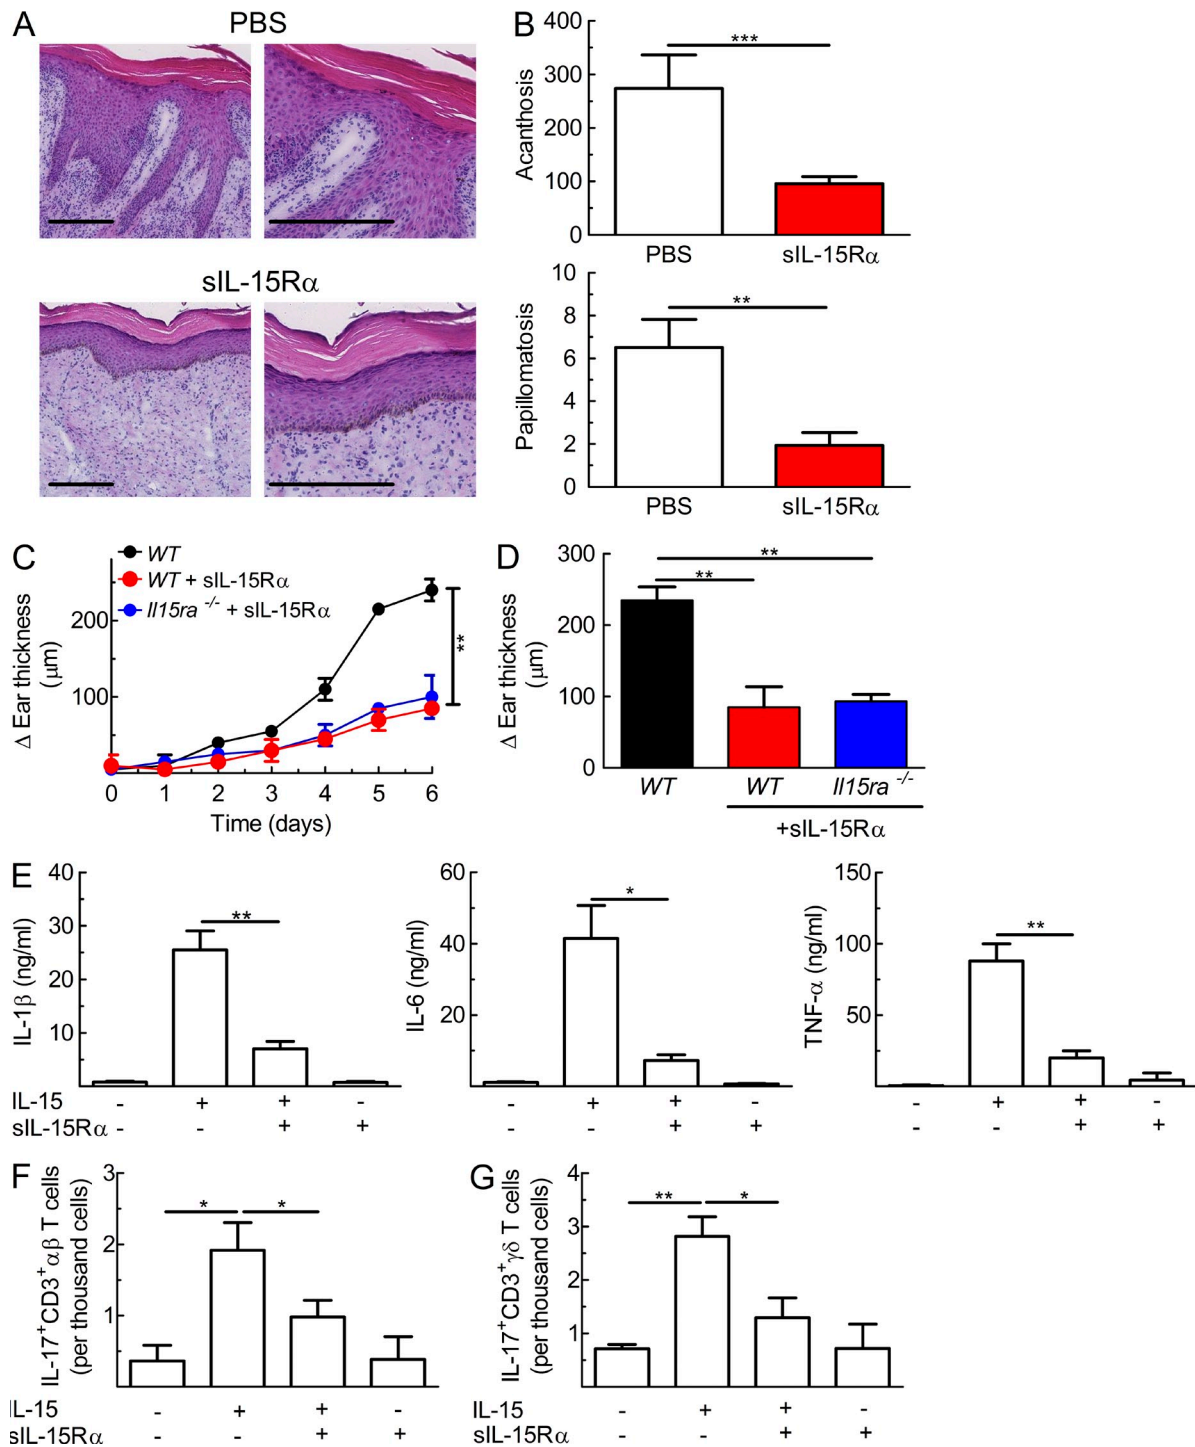 A
PBS
sIL-15Rα
B
Acanthosis
400
300
200
100
0
***
PBS
sIL-15Rα
Papillomatosis
10
8
6
4
2
0
**
PBS
sIL-15Rα
C
WT
WT + sIL-15Rα
Il15ra -/- + sIL-15Rα
Δ Ear thickness
(μm)
200
100
**
0 1 2 3 4 5 6
Time (days)
D
Δ Ear thickness
(μm)
300
200
100
0
**
**
WT WT Il15ra -/-
+sIL-15Rα
E
IL-1β (ng/ml)
40
30
20
10
**
IL-15 - + + -
sIL-15Rα - - + +
IL-6 (ng/ml)
60
40
20
*
- + + -
- - + +
TNF-α (ng/ml)
150
100
50
**
- + + -
- - + +
F
IL-17+CD3+αβ T cells
(per thousand cells)
3
2
1
* *
IL-15 - + + -
sIL-15Rα - - + +
G
IL-17+CD3+γδ T cells
(per thousand cells)
4
3
2
1
** *
IL-15 - + + -
sIL-15Rα - - + +